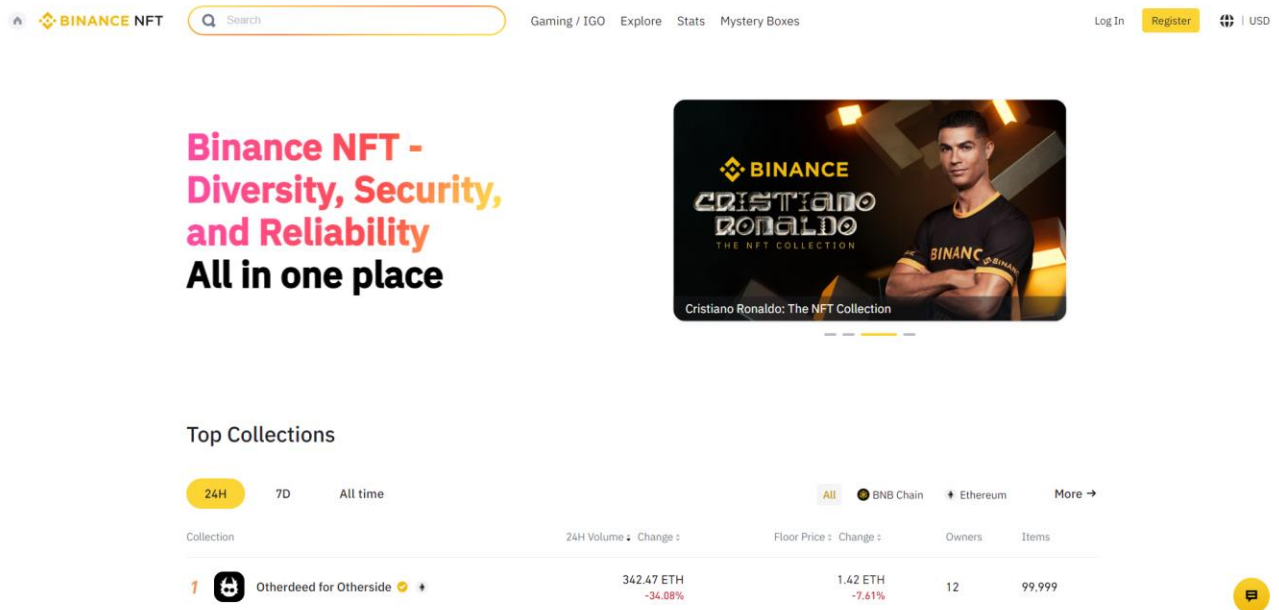 BINANCE NFT
Search
Gaming / IGO Explore Stats Mystery Boxes
Log In
Register
USD
Binance NFT -
Diversity, Security,
and Reliability
All in one place
BINANCE
CRISTIANO
RONALDO
THE NFT COLLECTION
BINANC
BINAN
Cristiano Ronaldo: The NFT Collection
Top Collections
24H 7D All time
All BNB Chain Ethereum More →
Collection 24H Volume Change Floor Price Change Owners Items
1 Otherdeed for Otherside 342.47 ETH 1.42 ETH 12 99,999
-34.08% -7.61%